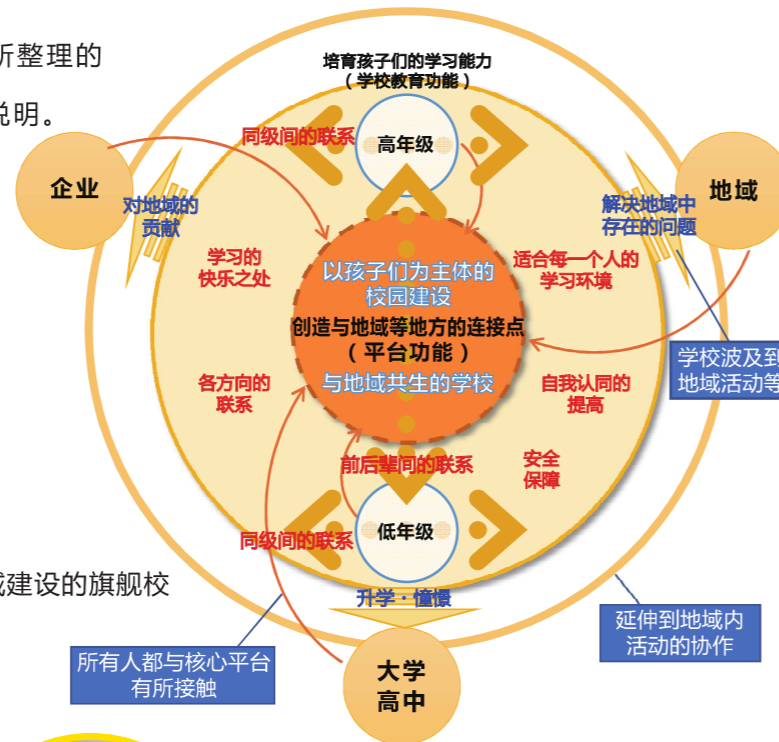 所整理的
说明。
培育孩子们的学习能力
（学校教育功能）
同级间的联系
高年级
企业
地域
对地域的
贡献
解决地域中
存在的问题
学习的
快乐之处
适合每一个人的
学习环境
以孩子们为主体的
校园建设
创造与地域等地方的连接点
（平台功能）
与地域共生的学校
学校波及到
地域活动等
各方向的
联系
自我认同的
提高
前后辈间的联系
安全
保障
同级间的联系
低年级
建设的旗舰校
升学·憧憬
延伸到地域内
活动的协作
所有人都与核心平台
有所接触
大学
高中